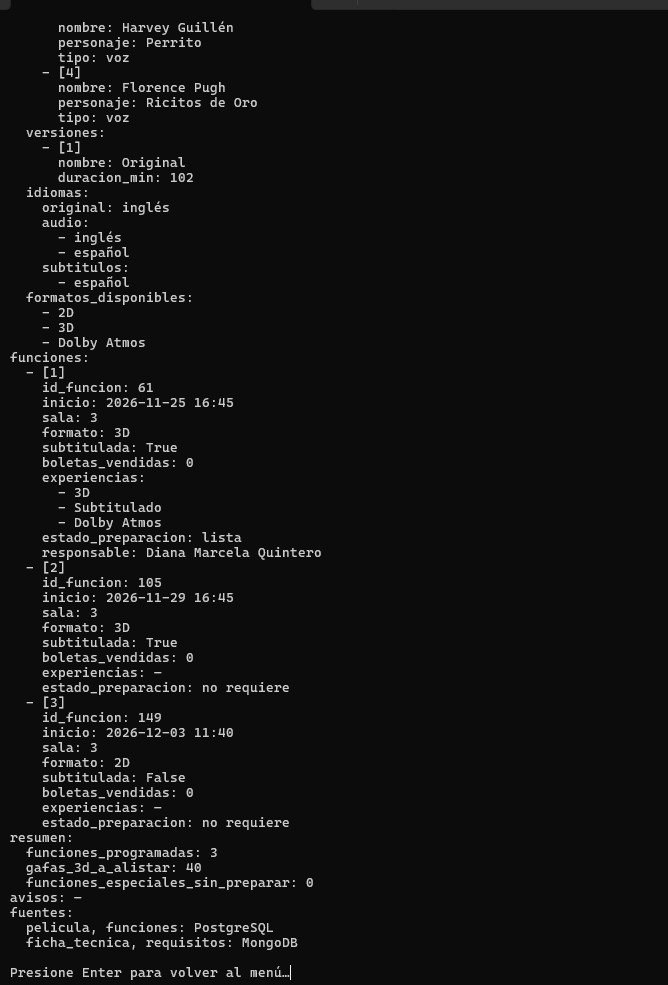 nombre: Harvey Guillén
      personaje: Perrito
      tipo: voz
    - [4]
      nombre: Florence Pugh
      personaje: Ricitos de Oro
      tipo: voz
  versiones:
    - [1]
      nombre: Original
      duracion_min: 102
  idiomas:
    original: inglés
    audio:
      - inglés
      - español
    subtitulos:
      - español
  formatos_disponibles:
    - 2D
    - 3D
    - Dolby Atmos
funciones:
  - [1]
    id_funcion: 61
    inicio: 2026-11-25 16:45
    sala: 3
    formato: 3D
    subtitulada: True
    boletas_vendidas: 0
    experiencias:
      - 3D
      - Subtitulado
      - Dolby Atmos
    estado_preparacion: lista
    responsable: Diana Marcela Quintero
  - [2]
    id_funcion: 105
    inicio: 2026-11-29 16:45
    sala: 3
    formato: 3D
    subtitulada: True
    boletas_vendidas: 0
    experiencias: —
    estado_preparacion: no requiere
  - [3]
    id_funcion: 149
    inicio: 2026-12-03 11:40
    sala: 3
    formato: 2D
    subtitulada: False
    boletas_vendidas: 0
    experiencias: —
    estado_preparacion: no requiere
resumen:
  funciones_programadas: 3
  gafas_3d_a_alistar: 40
  funciones_especiales_sin_preparar: 0
avisos: —
fuentes:
  pelicula, funciones: PostgreSQL
  ficha_tecnica, requisitos: MongoDB

Presione Enter para volver al menú…